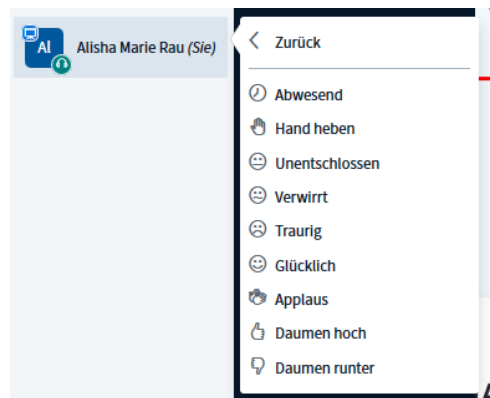 Al Alisha Marie Rau (Sie)
Zurück
Abwesend
Hand heben
Unentschlossen
Verwirrt
Traurig
Glücklich
Applaus
Daumen hoch
Daumen runter